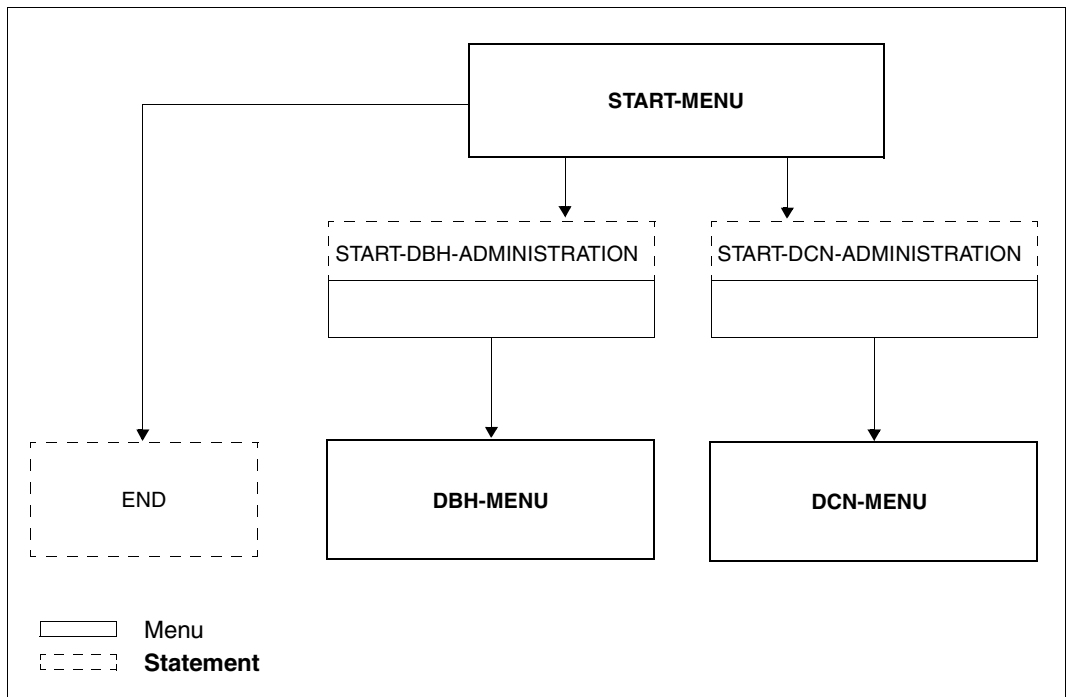 START-MENU
START-DBH-ADMINISTRATION
START-DCN-ADMINISTRATION
END
DBH-MENU
DCN-MENU
Menu
Statement